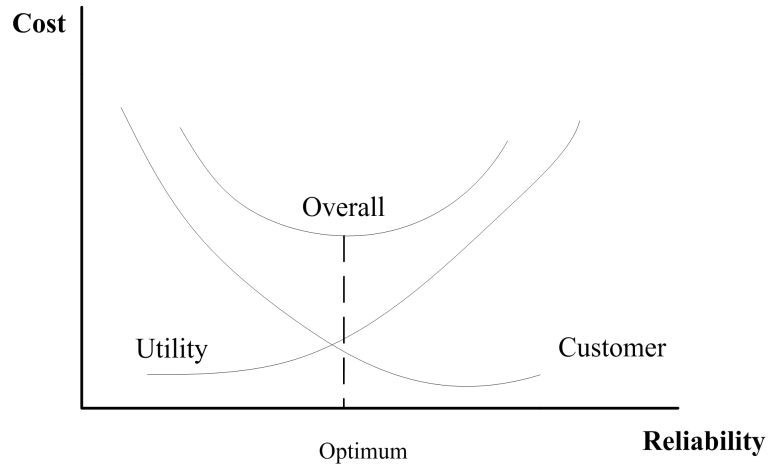 Cost
Overall
Utility
Customer
Optimum
Reliability